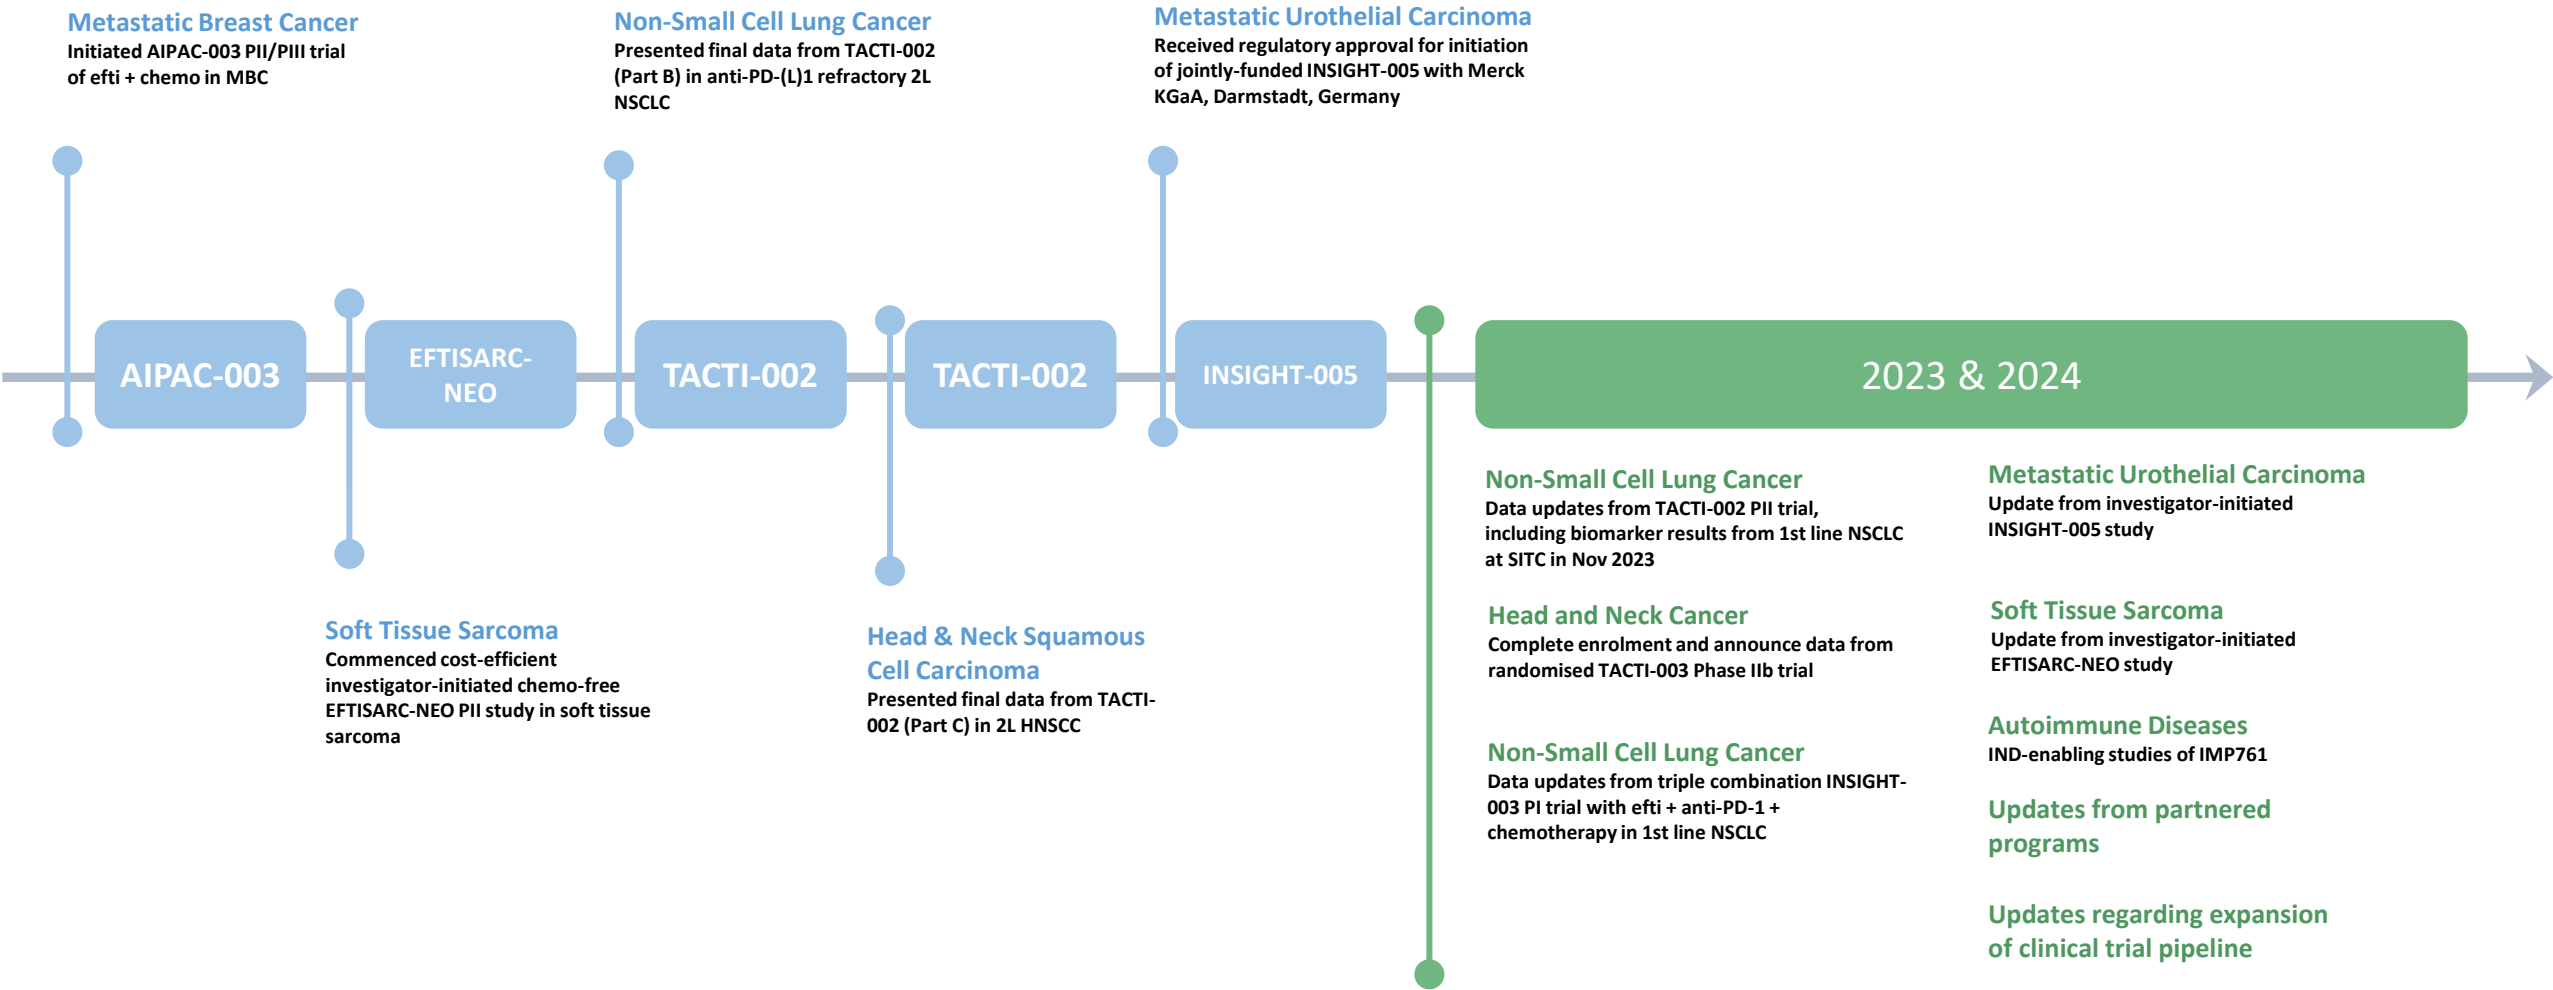 Metastatic Breast Cancer
Initiated AIPAC-003 PII/PIII trial
of efti + chemo in MBC
Non-Small Cell Lung Cancer
Presented final data from TACTI-002
(Part B) in anti-PD-(L)1 refractory 2L
NSCLC
Metastatic Urothelial Carcinoma
Received regulatory approval for initiation
of jointly-funded INSIGHT-005 with Merck
KGaA, Darmstadt, Germany
AIPAC-003
EFTISARC-
NEO
TACTI-002
TACTI-002
INSIGHT-005
2023 & 2024
Soft Tissue Sarcoma
Commenced cost-efficient
investigator-initiated chemo-free
EFTISARC-NEO PII study in soft tissue
sarcoma
Head & Neck Squamous
Cell Carcinoma
Presented final data from TACTI-
002 (Part C) in 2L HNSCC
Non-Small Cell Lung Cancer
Data updates from TACTI-002 PII trial,
including biomarker results from 1st line NSCLC
at SITC in Nov 2023
Head and Neck Cancer
Complete enrolment and announce data from
randomised TACTI-003 Phase IIb trial
Non-Small Cell Lung Cancer
Data updates from triple combination INSIGHT-
003 PI trial with efti + anti-PD-1 +
chemotherapy in 1st line NSCLC
Metastatic Urothelial Carcinoma
Update from investigator-initiated
INSIGHT-005 study
Soft Tissue Sarcoma
Update from investigator-initiated
EFTISARC-NEO study
Autoimmune Diseases
IND-enabling studies of IMP761
Updates from partnered
programs
Updates regarding expansion
of clinical trial pipeline